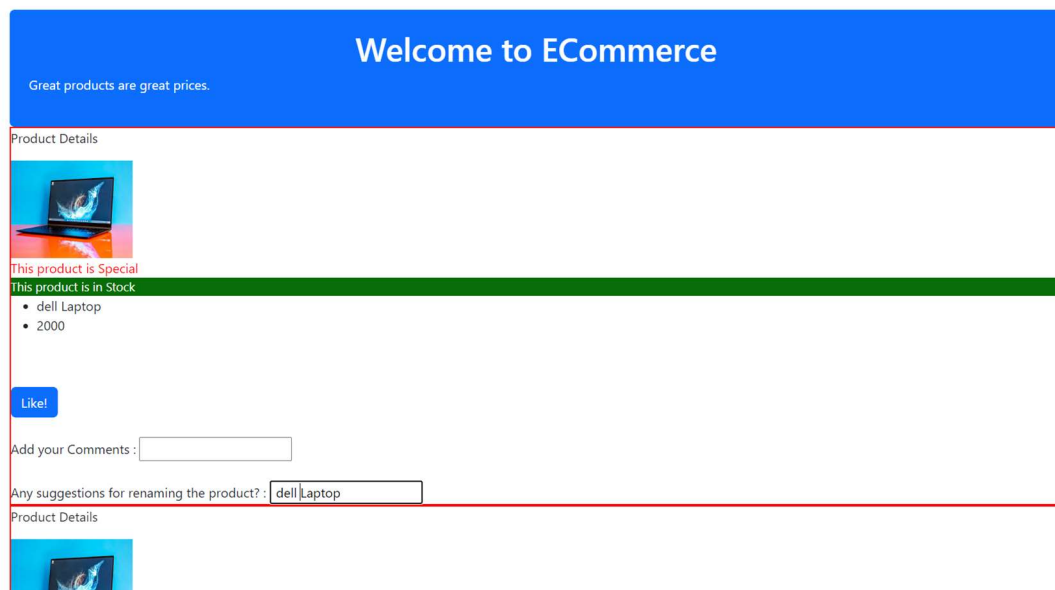 Welcome to ECommerce
Great products are great prices.
Product Details
This product is Special
This product is in Stock
dell Laptop
2000
Like!
Add your Comments :
Any suggestions for renaming the product? : dell Laptop
Product Details